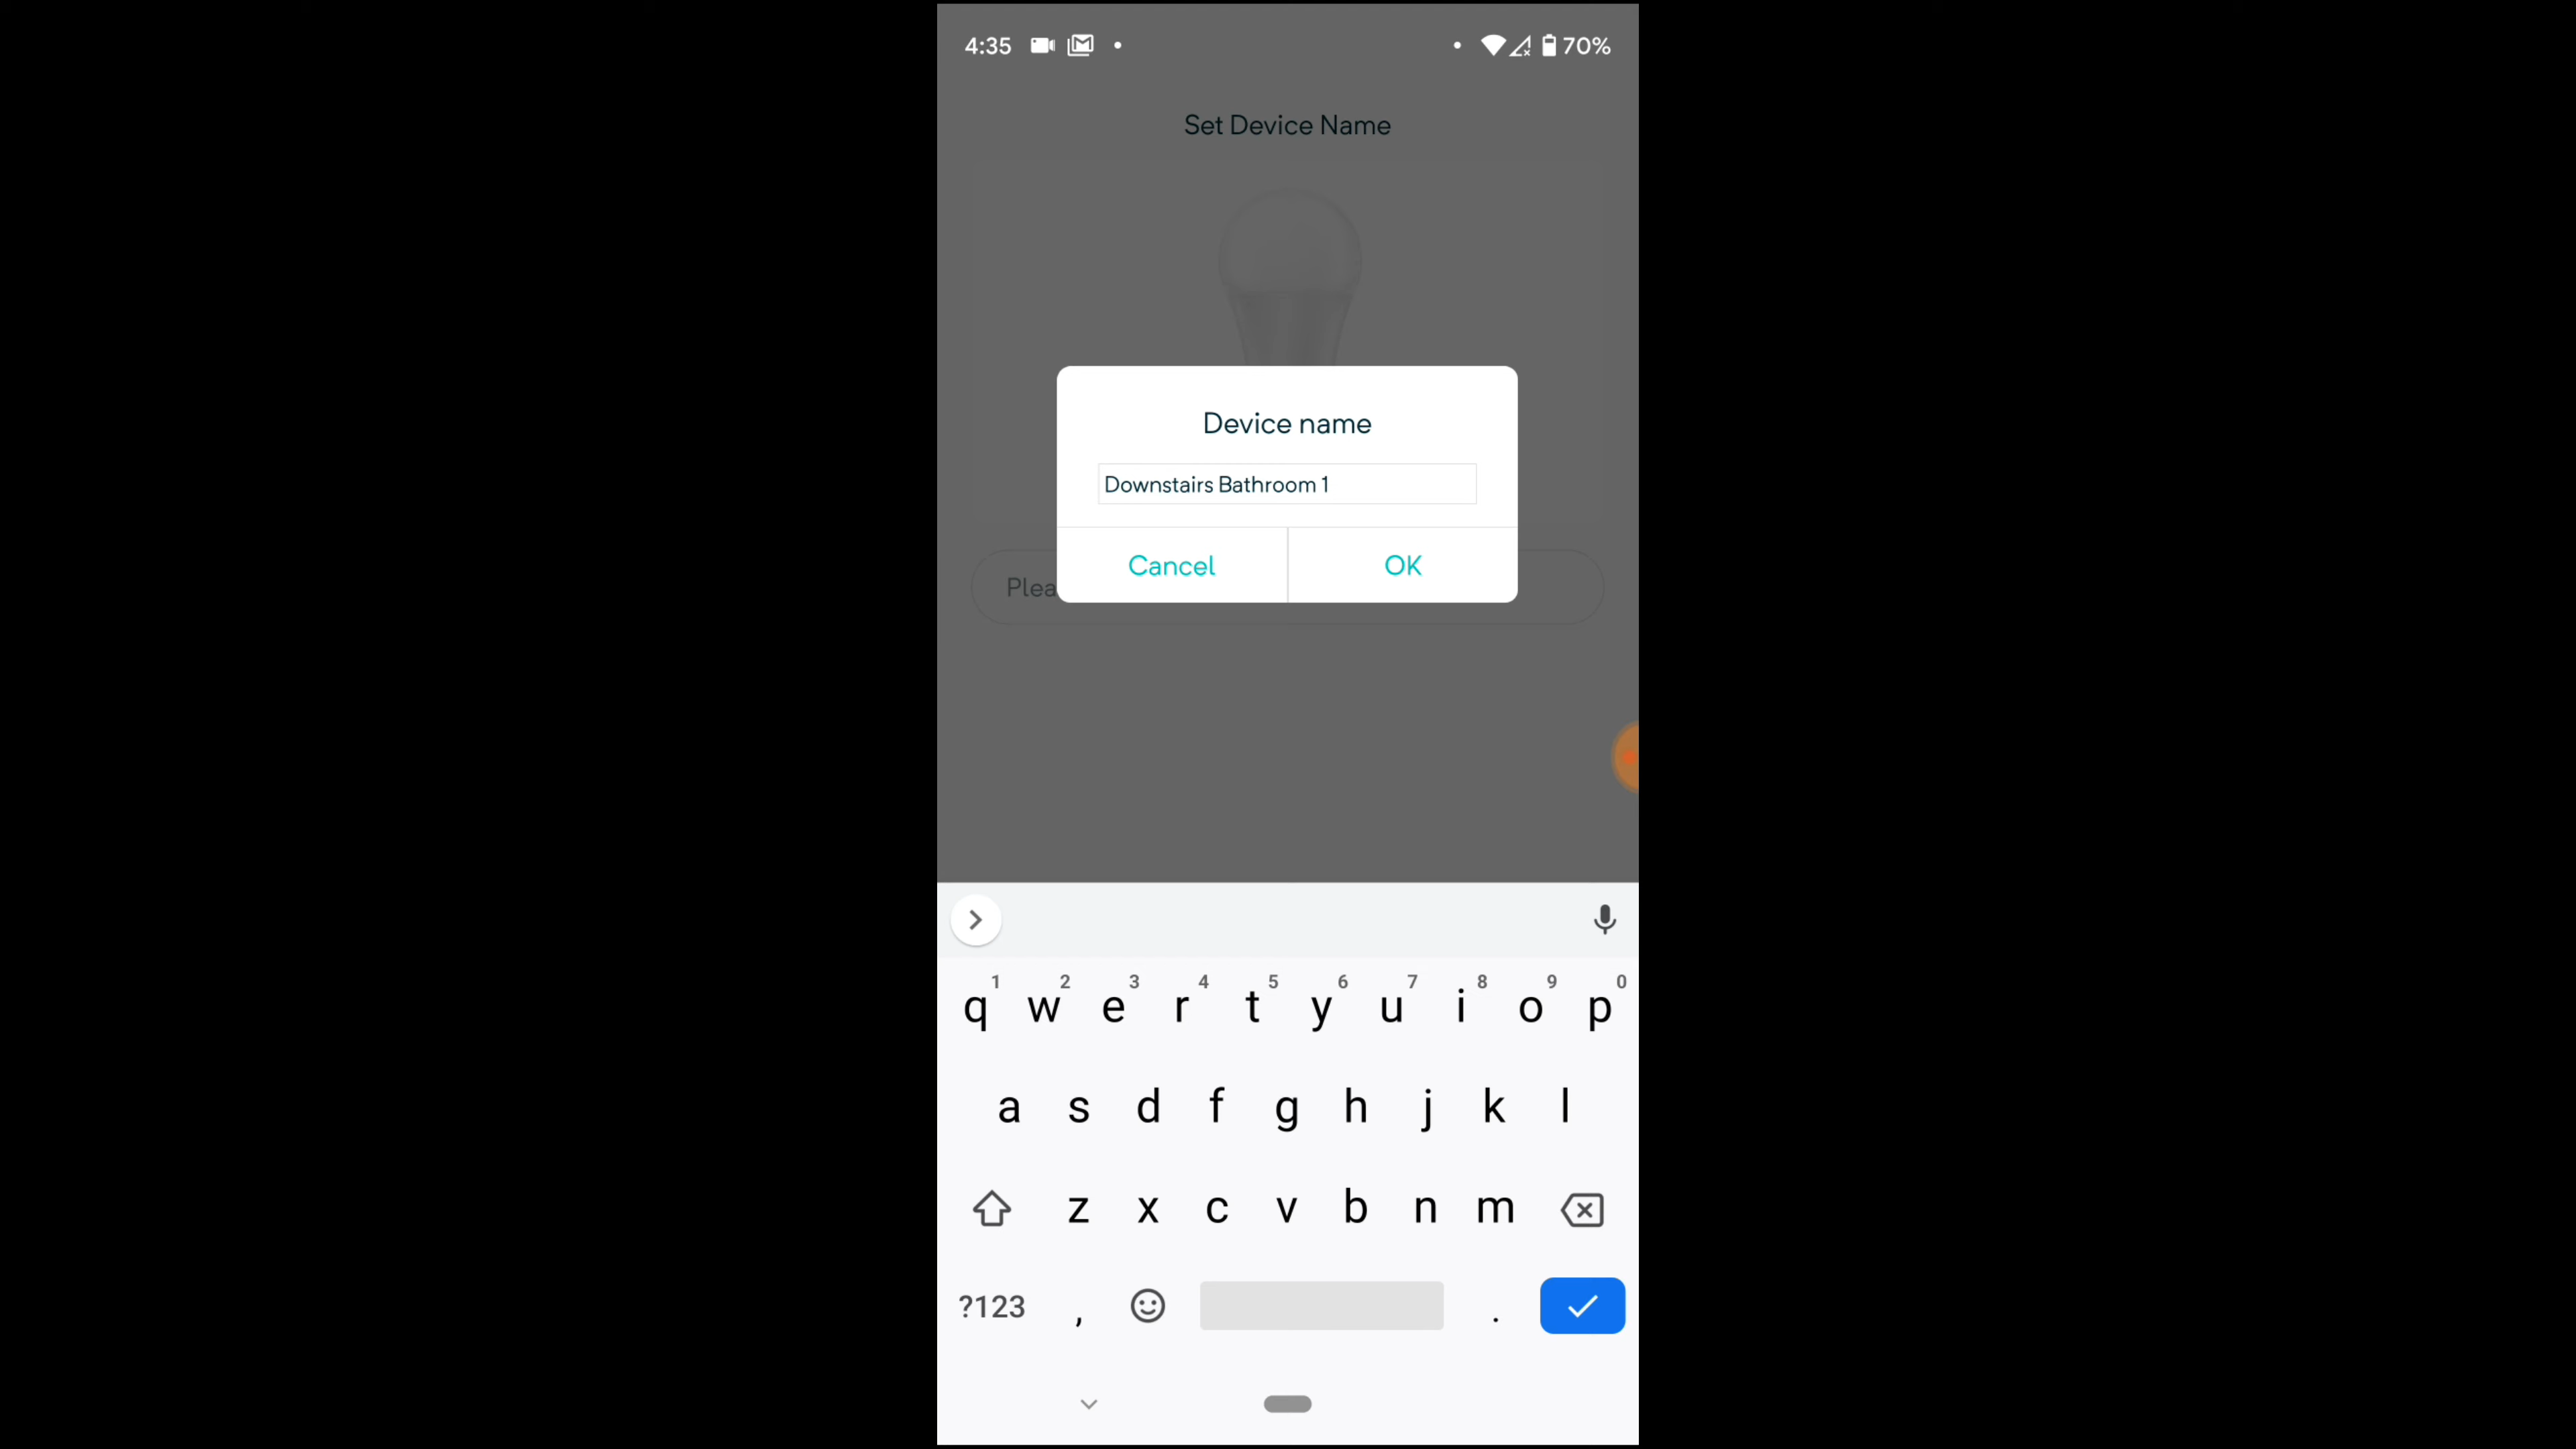 4:35 70%
Set Device Name
Device name
Downstairs Bathroom 1
Cancel OK
Plea
1 2 3 4 5 6 7 8 9 0
q w e r t y u i o p
a s d f g h j k l
z x c v b n m
?123 , .